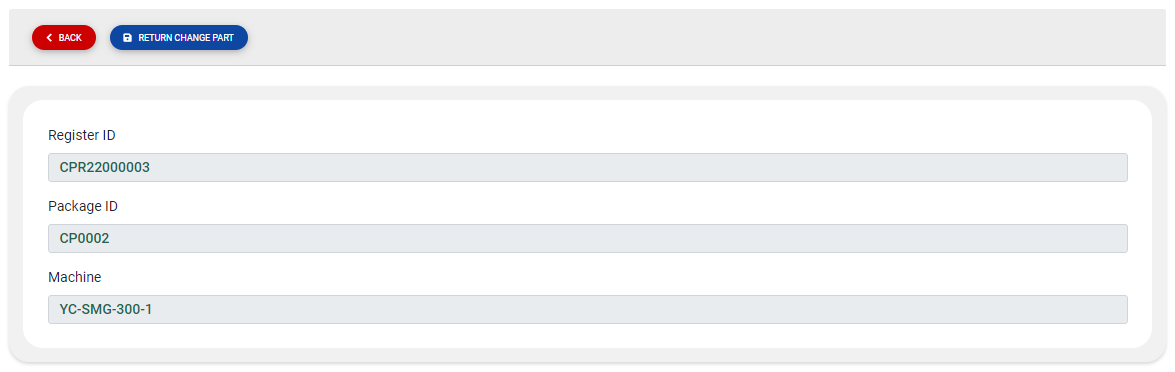 BACK
RETURN CHANGE PART
Register ID
CPR22000003
Package ID
CP0002
Machine
YC-SMG-300-1